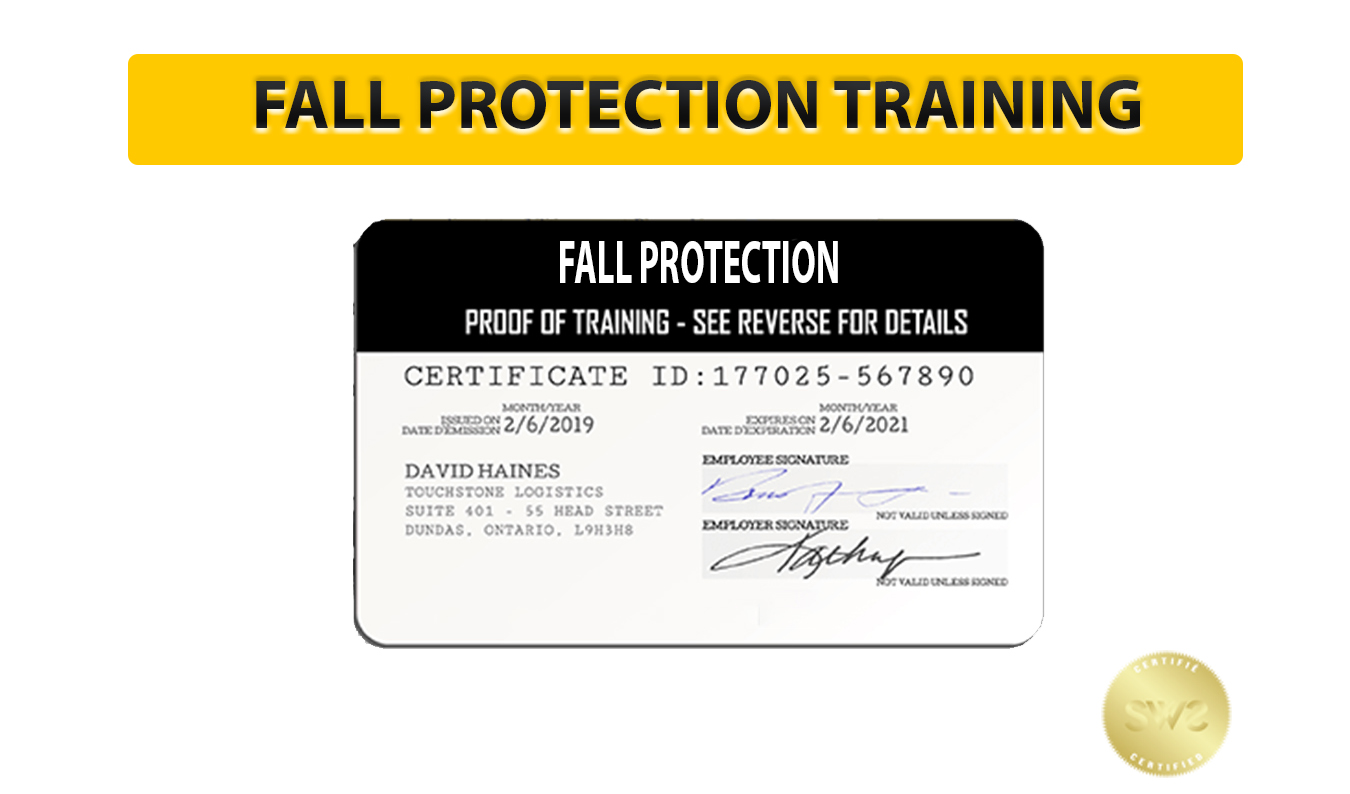 FALL PROTECTION TRAINING
FALL PROTECTION
PROOF OF TRAINING - SEE REVERSE FOR DETAILS
CERTIFICATE ID:177025-567890
MONTH/YEAR
ISSUED ON
DATE D'EMISSION 2/6/2019
MONTH/YEAR
EXPIRES ON
DATE D'EXPIRATION 2/6/2021
DAVID HAINES
TOUCHSTONE LOGISTICS
SUITE 401 - 55 HEAD STREET
DUNDAS, ONTARIO, L9H3H8
EMPLOYEE SIGNATURE
NOT VALID UNLESS SIGNED
EMPLOYER SIGNATURE
NOT VALID UNLESS SIGNED
CERTIFIE
SWS
CERTIFIED